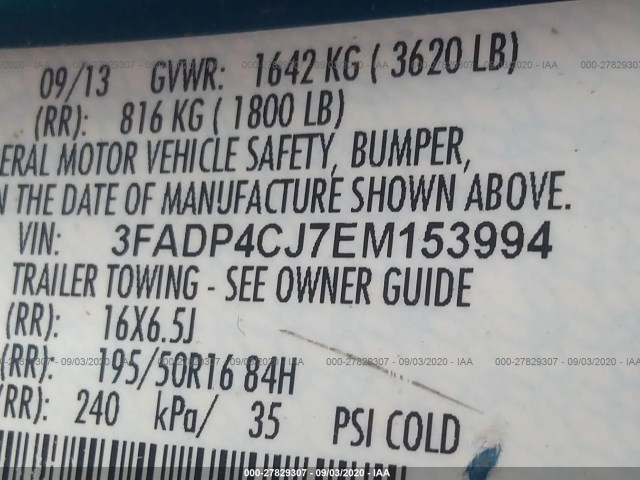 09/13 GVWR: 1642 KG ( 3620 LB)
(RR): 816 KG ( 1800 LB)
ERAL MOTOR VEHICLE SAFETY, BUMPER,
N THE DATE OF MANUFACTURE SHOWN ABOVE.
VIN: 3FADP4CJ7EM153994
TRAILER TOWING - SEE OWNER GUIDE
(RR): 16X6.5J
(RR): 195/50R16 84H
(RR): 240 kPa/ 35 PSI COLD
000-27829307 - 09/03/2020 - IAA